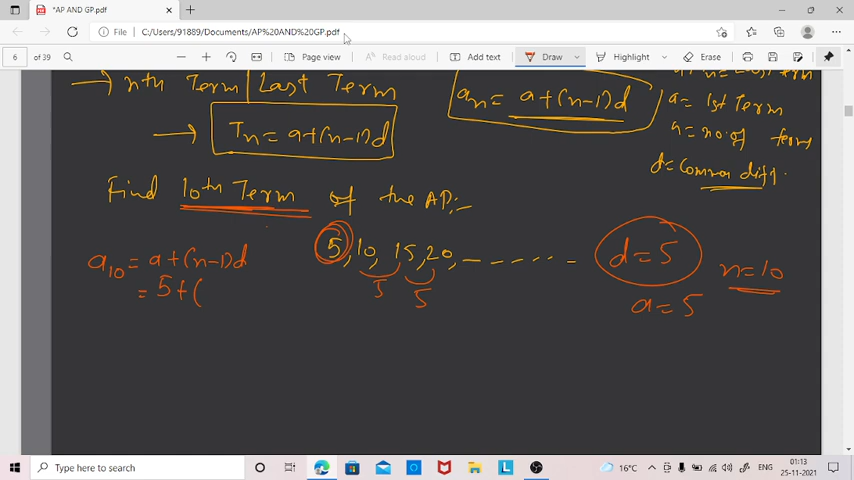 *AP AND GP.pdf
File | C:/Users/91889/Documents/AP%20AND%20GP.pdf
6 of 39
Page view
Read aloud
Add text
Draw
Highlight
Erase
Share
→ nth Term | Last Term
an = a+(n-1)d
a = 1st Term
n = no. of terms
d = Common diff.
→ Tn = a+(n-1)d
Find 10th Term of the AP:-
5, 10, 15, 20, - - - - - -
5 5
d = 5
n = 10
a = 5
a10 = a+(n-1)d
= 5+(
Type here to search
16°C
ENG
01:13
25-11-2021